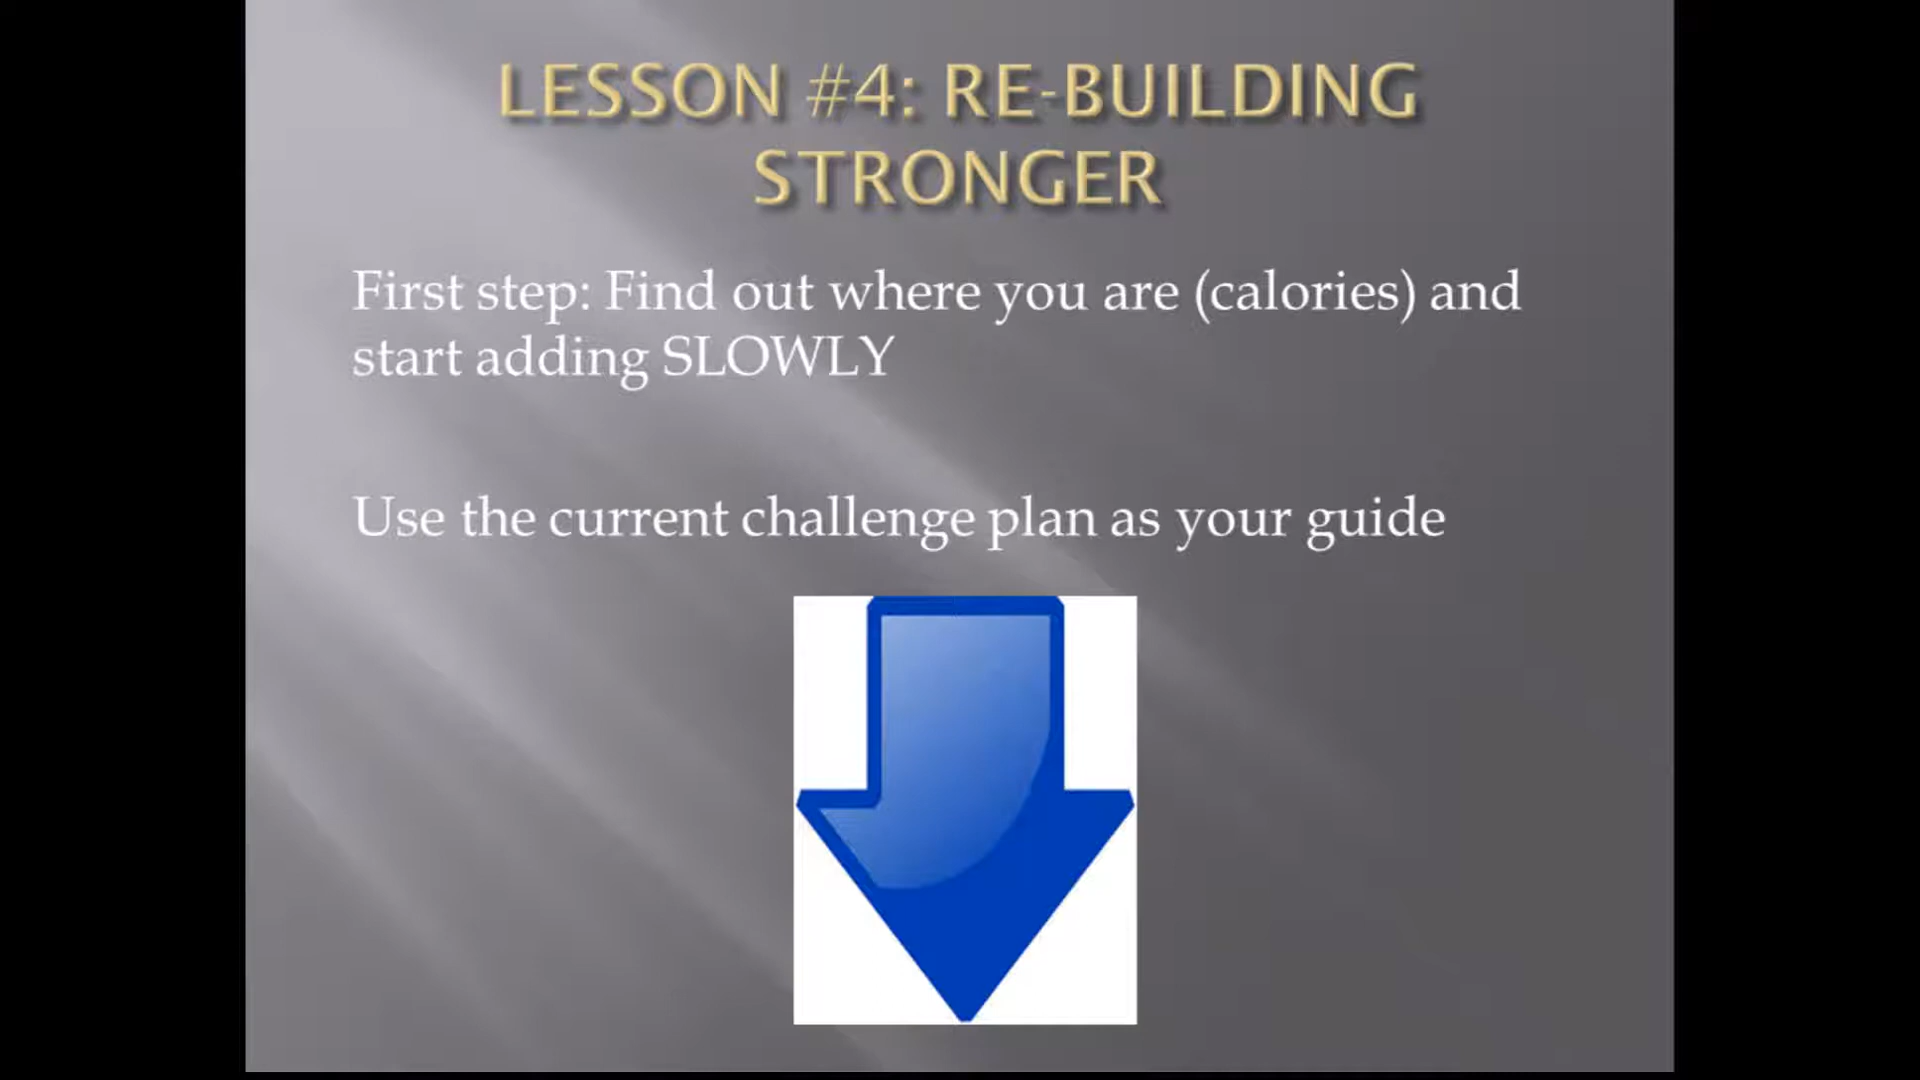 LESSON #4: RE-BUILDING
STRONGER
First step: Find out where you are (calories) and
start adding SLOWLY
Use the current challenge plan as your guide